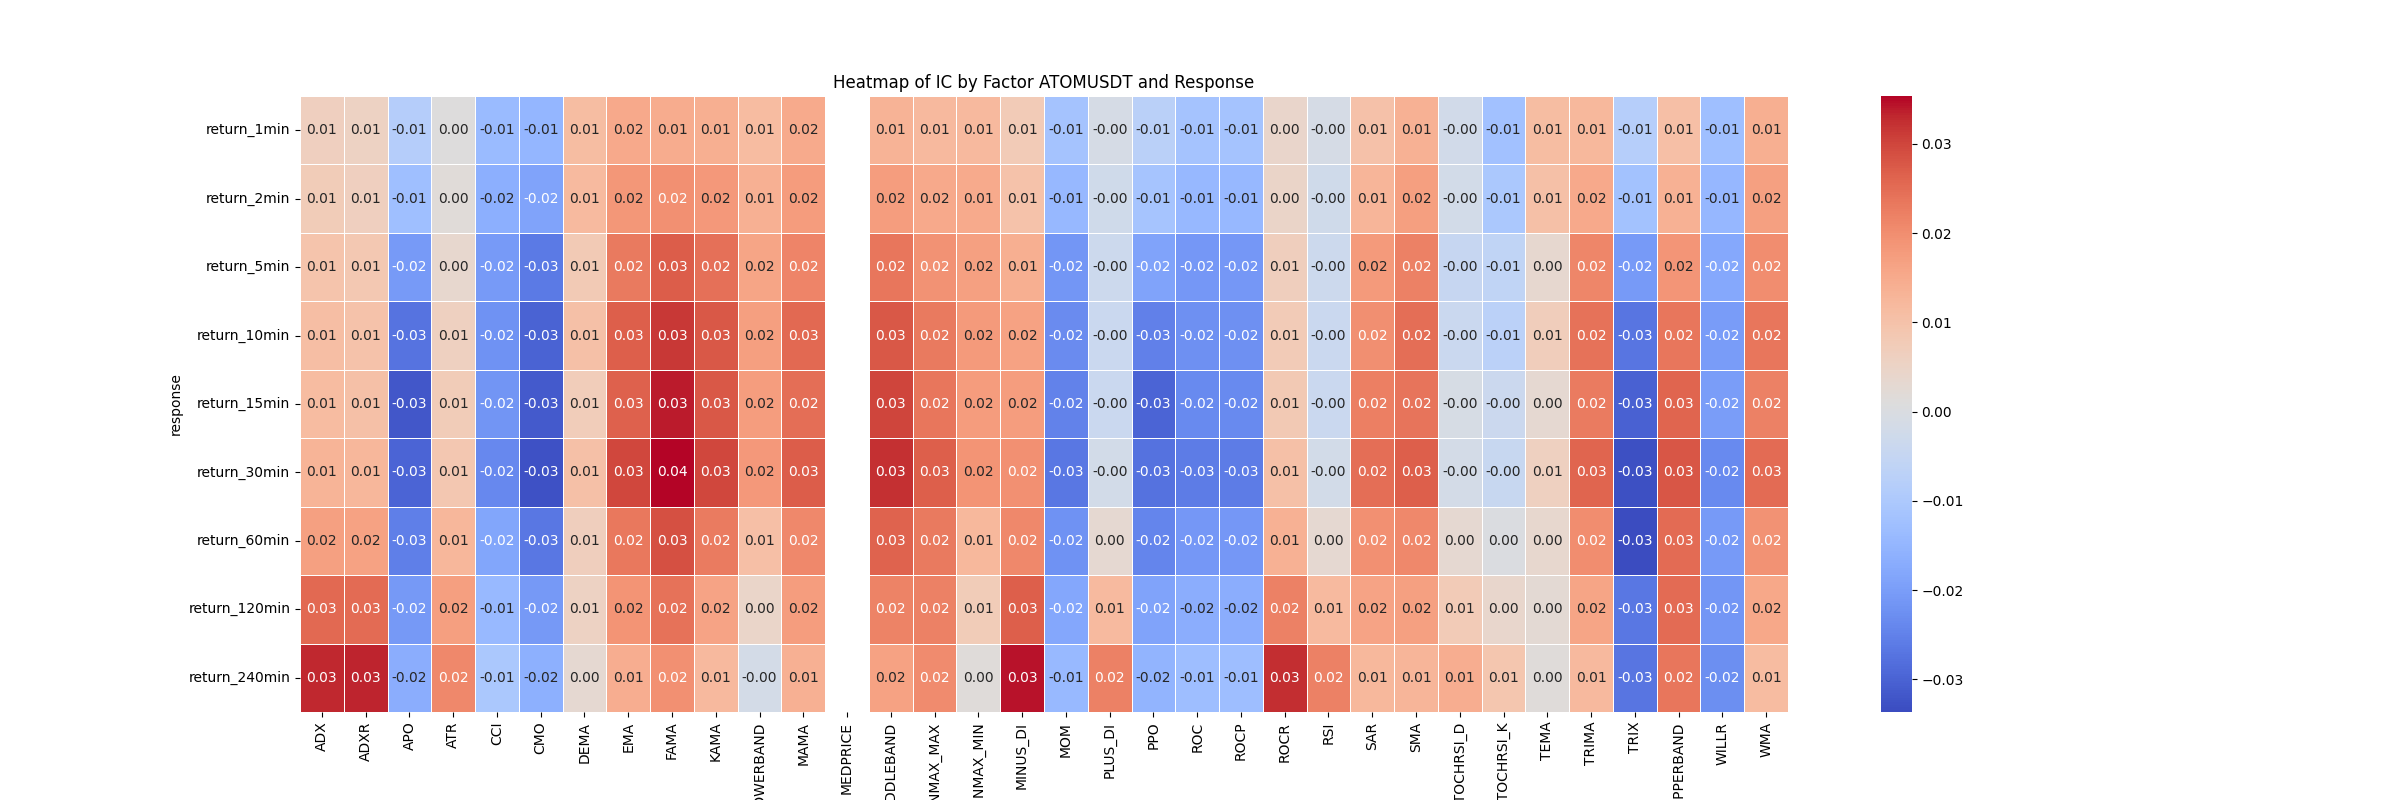 Heatmap of IC by Factor ATOMUSDT and Response
return_1min 0.01 0.01 -0.01 0.00 -0.01 -0.01 0.01 0.02 0.01 0.01 0.01 0.02 0.01 0.01 0.01 0.01 -0.01 -0.00 -0.01 -0.01 -0.01 0.00 -0.00 0.01 0.01 -0.00 -0.01 0.01 0.01 -0.01 0.01 -0.01 0.01
return_2min 0.01 0.01 -0.01 0.00 -0.02 -0.02 0.01 0.02 0.02 0.02 0.01 0.02 0.02 0.02 0.01 0.01 -0.01 -0.00 -0.01 -0.01 -0.01 0.00 -0.00 0.01 0.02 -0.00 -0.01 0.01 0.02 -0.01 0.01 -0.01 0.02
return_5min 0.01 0.01 -0.02 0.00 -0.02 -0.03 0.01 0.02 0.03 0.02 0.02 0.02 0.02 0.02 0.02 0.01 -0.02 -0.00 -0.02 -0.02 -0.02 0.01 -0.00 0.02 0.02 -0.00 -0.01 0.00 0.02 -0.02 0.02 -0.02 0.02
return_10min 0.01 0.01 -0.03 0.01 -0.02 -0.03 0.01 0.03 0.03 0.03 0.02 0.03 0.03 0.02 0.02 0.02 -0.02 -0.00 -0.03 -0.02 -0.02 0.01 -0.00 0.02 0.02 -0.00 -0.01 0.01 0.02 -0.03 0.02 -0.02 0.02
return_15min 0.01 0.01 -0.03 0.01 -0.02 -0.03 0.01 0.03 0.03 0.03 0.02 0.02 0.03 0.02 0.02 0.02 -0.02 -0.00 -0.03 -0.02 -0.02 0.01 -0.00 0.02 0.02 -0.00 -0.00 0.00 0.02 -0.03 0.03 -0.02 0.02
return_30min 0.01 0.01 -0.03 0.01 -0.02 -0.03 0.01 0.03 0.04 0.03 0.02 0.03 0.03 0.03 0.02 0.02 -0.03 -0.00 -0.03 -0.03 -0.03 0.01 -0.00 0.02 0.03 -0.00 -0.00 0.01 0.03 -0.03 0.03 -0.02 0.03
return_60min 0.02 0.02 -0.03 0.01 -0.02 -0.03 0.01 0.02 0.03 0.02 0.01 0.02 0.03 0.02 0.01 0.02 -0.02 0.00 -0.02 -0.02 -0.02 0.01 0.00 0.02 0.02 0.00 0.00 0.00 0.02 -0.03 0.03 -0.02 0.02
return_120min 0.03 0.03 -0.02 0.02 -0.01 -0.02 0.01 0.02 0.02 0.02 0.00 0.02 0.02 0.02 0.01 0.03 -0.02 0.01 -0.02 -0.02 -0.02 0.02 0.01 0.02 0.02 0.01 0.00 0.00 0.02 -0.03 0.03 -0.02 0.02
return_240min 0.03 0.03 -0.02 0.02 -0.01 -0.02 0.00 0.01 0.02 0.01 -0.00 0.01 0.02 0.02 0.00 0.03 -0.01 0.02 -0.02 -0.01 -0.01 0.03 0.02 0.01 0.01 0.01 0.01 0.00 0.01 -0.03 0.02 -0.02 0.01
response
ADX
ADXR
APO
ATR
CCI
CMO
DEMA
EMA
FAMA
KAMA
OWERBAND
MAMA
MEDPRICE
DDLEBAND
NMAX_MAX
NMAX_MIN
MINUS_DI
MOM
PLUS_DI
PPO
ROC
ROCP
ROCR
RSI
SAR
SMA
TOCHRSI_D
TOCHRSI_K
TEMA
TRIMA
TRIX
PPERBAND
WILLR
WMA
0.03
0.02
0.01
0.00
−0.01
−0.02
−0.03